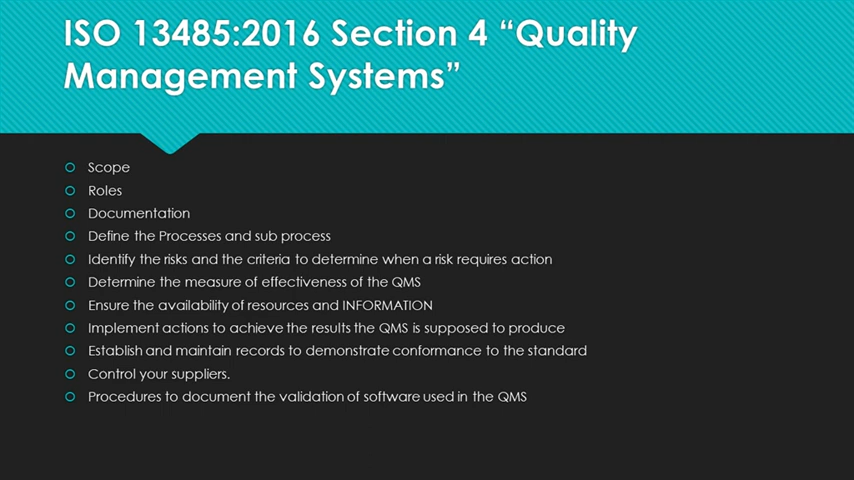 ISO 13485:2016 Section 4 “Quality
Management Systems”
Scope
Roles
Documentation
Define the Processes and sub process
Identify the risks and the criteria to determine when a risk requires action
Determine the measure of effectiveness of the QMS
Ensure the availability of resources and INFORMATION
Implement actions to achieve the results the QMS is supposed to produce
Establish and maintain records to demonstrate conformance to the standard
Control your suppliers.
Procedures to document the validation of software used in the QMS